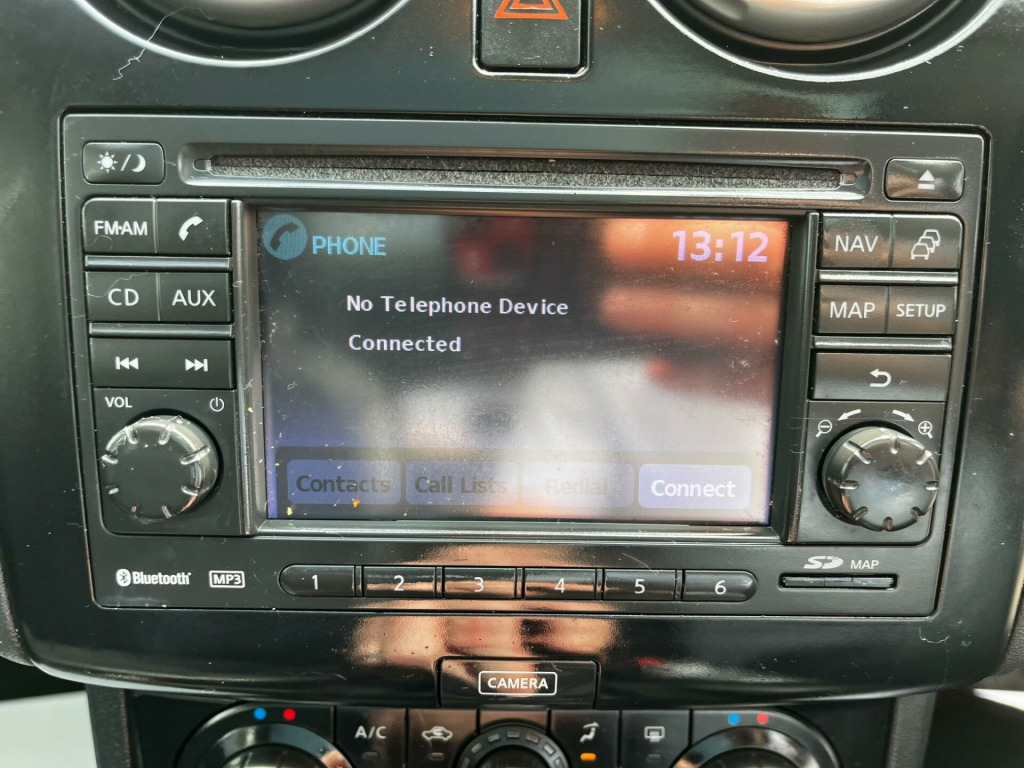 FM·AM
CD
AUX
VOL
PHONE
13:12
No Telephone Device
Connected
Contacts
Call Lists
Redial
Connect
NAV
MAP
SETUP
Bluetooth
MP3
1
2
3
4
5
6
SD MAP
CAMERA
A/C